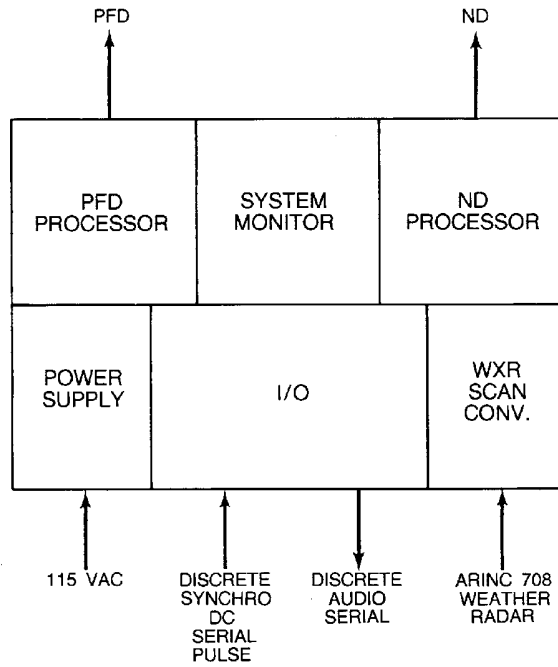 PFD
ND
PFD
PROCESSOR
SYSTEM
MONITOR
ND
PROCESSOR
POWER
SUPPLY
I/O
WXR
SCAN
CONV.
115 VAC
DISCRETE
SYNCHRO
DC
SERIAL
PULSE
DISCRETE
AUDIO
SERIAL
ARINC 708
WEATHER
RADAR